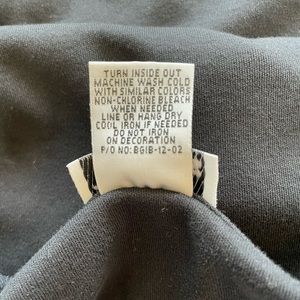 TURN INSIDE OUT
MACHINE WASH COLD
WITH SIMILAR COLORS
NON-CHLORINE BLEACH
WHEN NEEDED
LINE OR HANG DRY
COOL IRON IF NEEDED
DO NOT IRON
ON DECORATION
P/O NO: BGIB-12-02